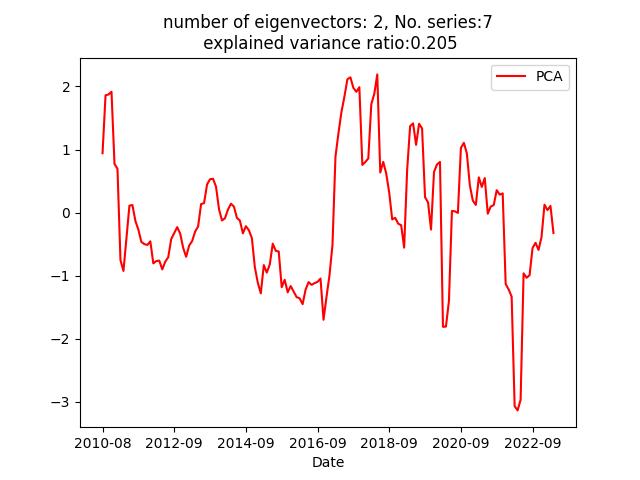 number of eigenvectors: 2, No. series:7
explained variance ratio:0.205
PCA
2
1
0
−1
−2
−3
2010-08 2012-09 2014-09 2016-09 2018-09 2020-09 2022-09
Date